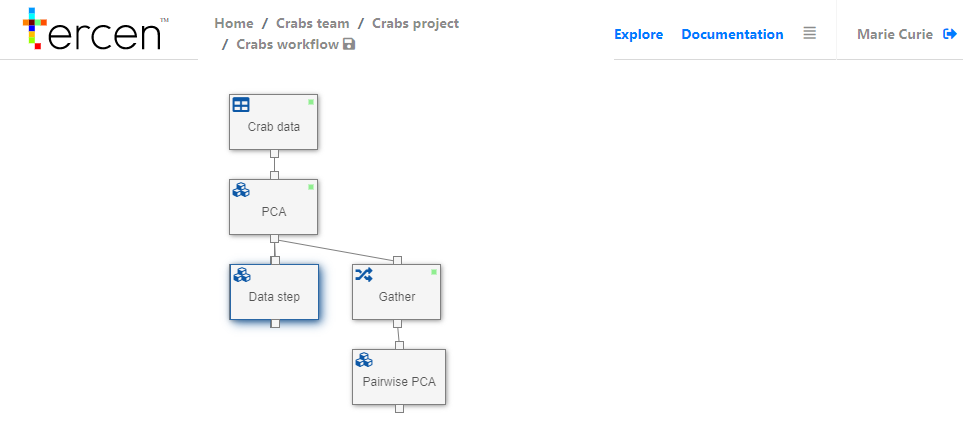 tercen™
Home / Crabs team / Crabs project
/ Crabs workflow
Explore Documentation Marie Curie
Crab data
PCA
Data step Gather
Pairwise PCA